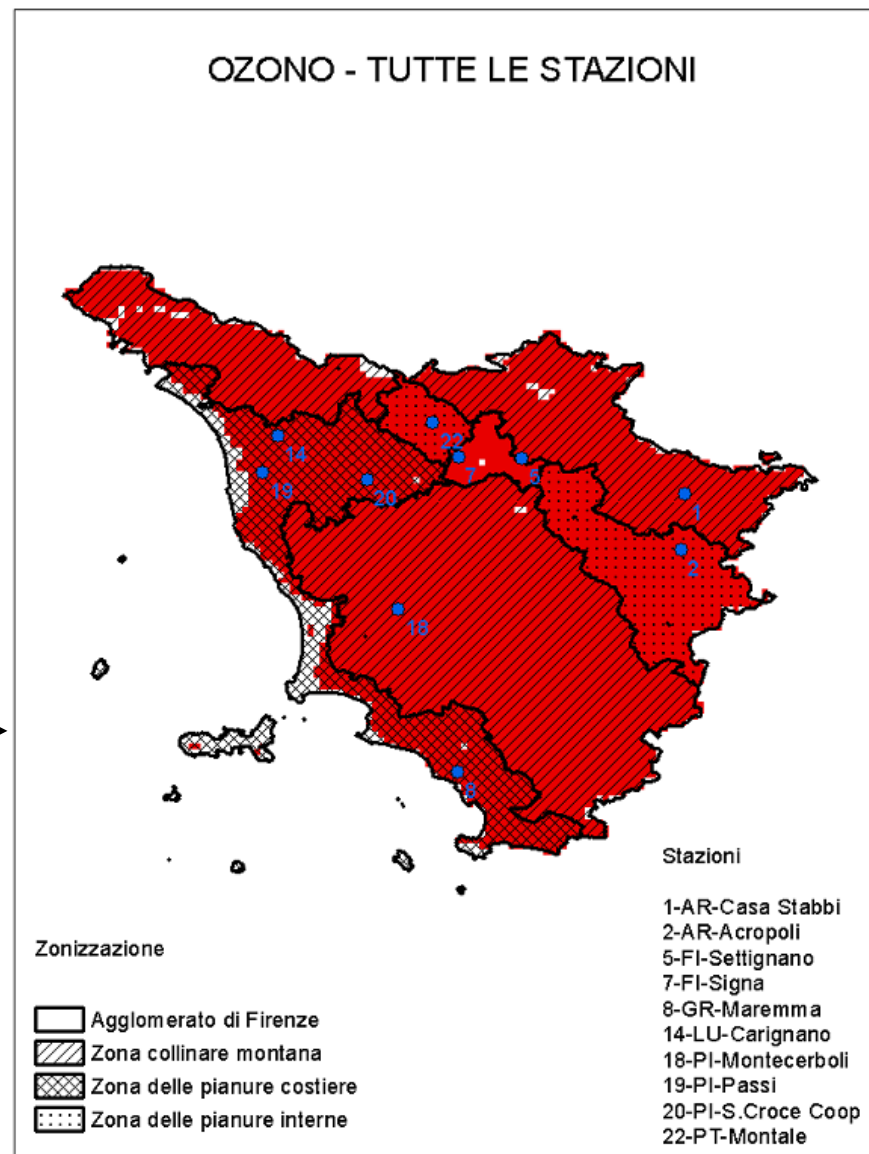 OZONO - TUTTE LE STAZIONI
14
22
7
5
19
20
1
2
18
8
Zonizzazione
Agglomerato di Firenze
Zona collinare montana
Zona delle pianure costiere
Zona delle pianure interne
Stazioni
1-AR-Casa Stabbi
2-AR-Acropoli
5-FI-Settignano
7-FI-Signa
8-GR-Maremma
14-LU-Carignano
18-PI-Montecerboli
19-PI-Passi
20-PI-S.Croce Coop
22-PT-Montale